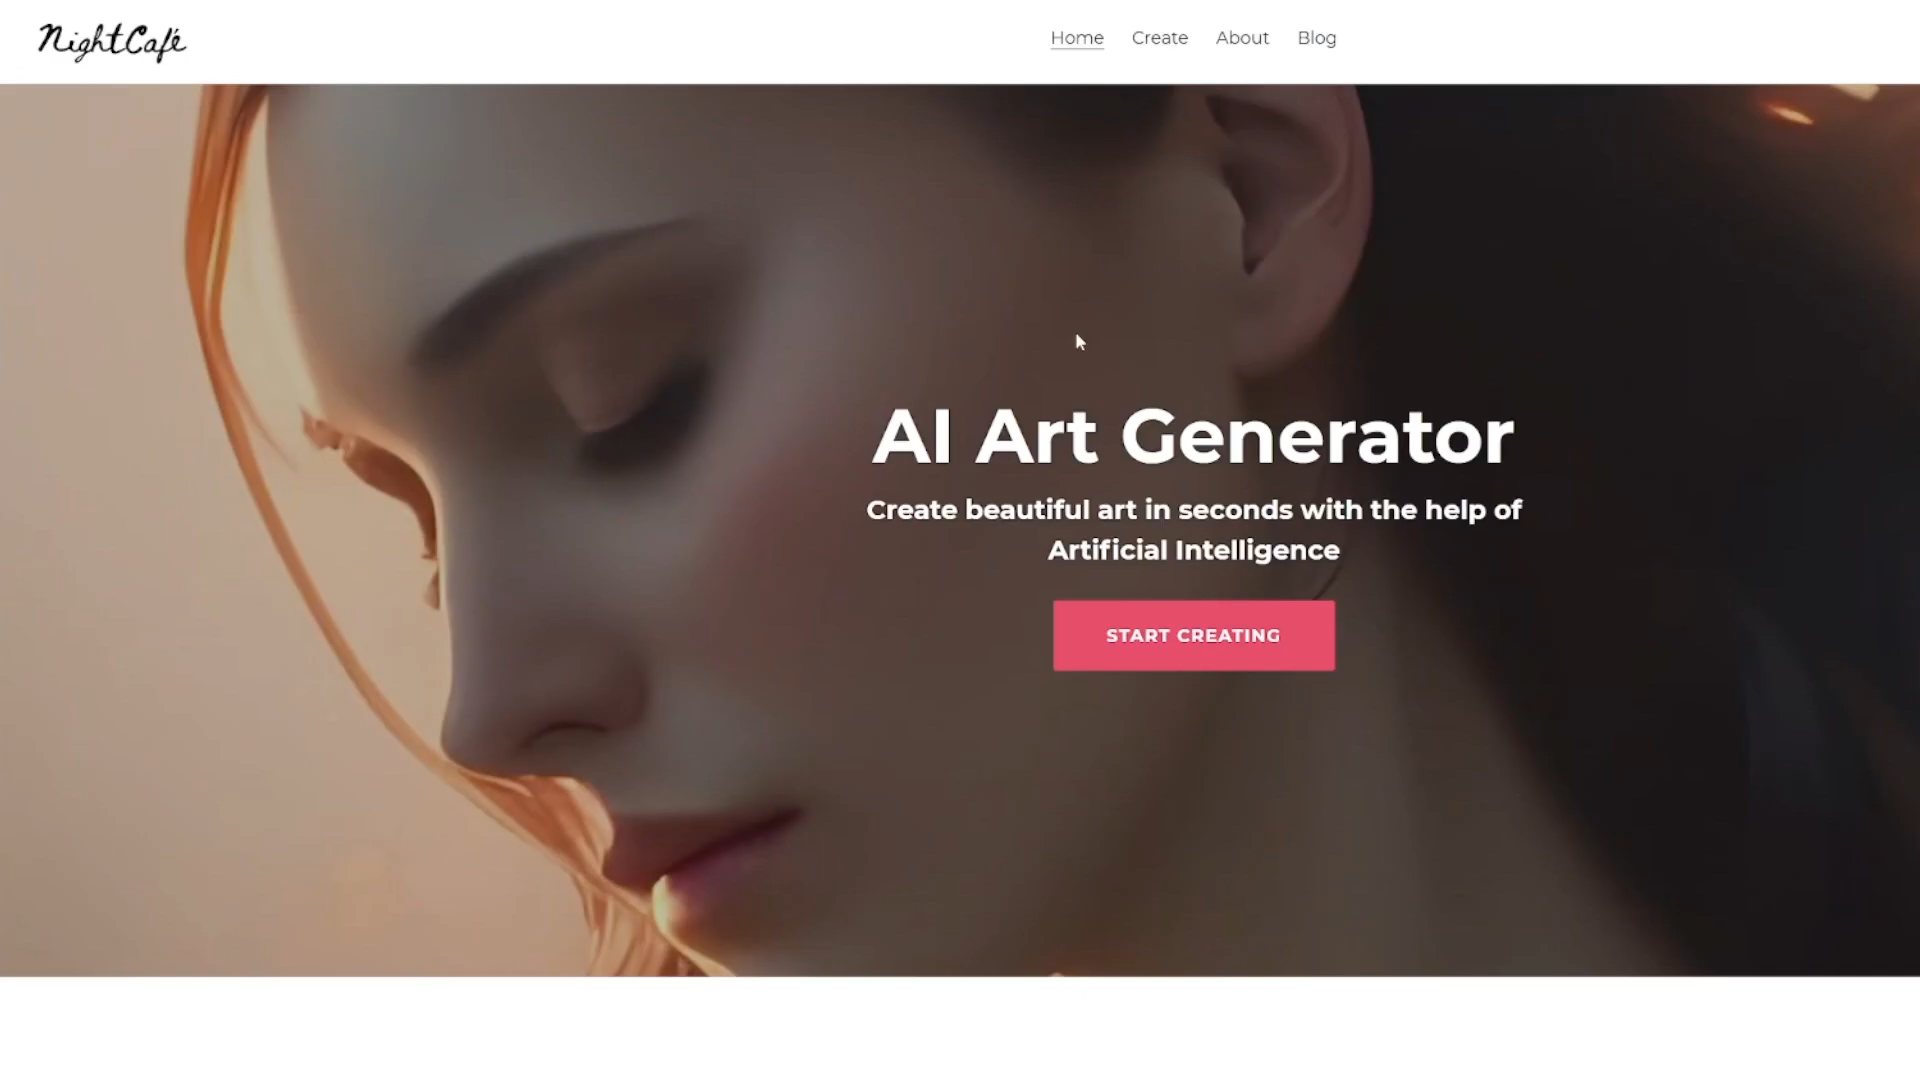 NightCafé
Home Create About Blog
AI Art Generator
Create beautiful art in seconds with the help of
Artificial Intelligence
START CREATING